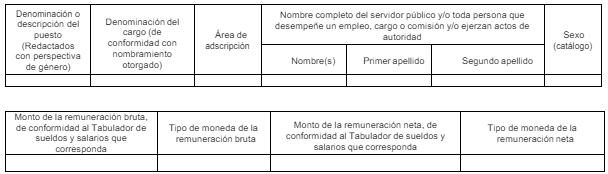 Denominación o
descripción del
puesto
(Redactados
con perspectiva
de género)
Denominación del
cargo (de
conformidad con
nombramiento
otorgado)
Área de
adscripción
Nombre completo del servidor público y/o toda persona que
desempeñe un empleo, cargo o comisión y/o ejerzan actos de
autoridad
Nombre(s)
Primer apellido
Segundo apellido
Sexo
(catálogo)
Monto de la remuneración bruta,
de conformidad al Tabulador de
sueldos y salarios que
corresponda
Tipo de moneda de la
remuneración bruta
Monto de la remuneración neta, de
conformidad al Tabulador de sueldos y
salarios que corresponda
Tipo de moneda de la
remuneración neta